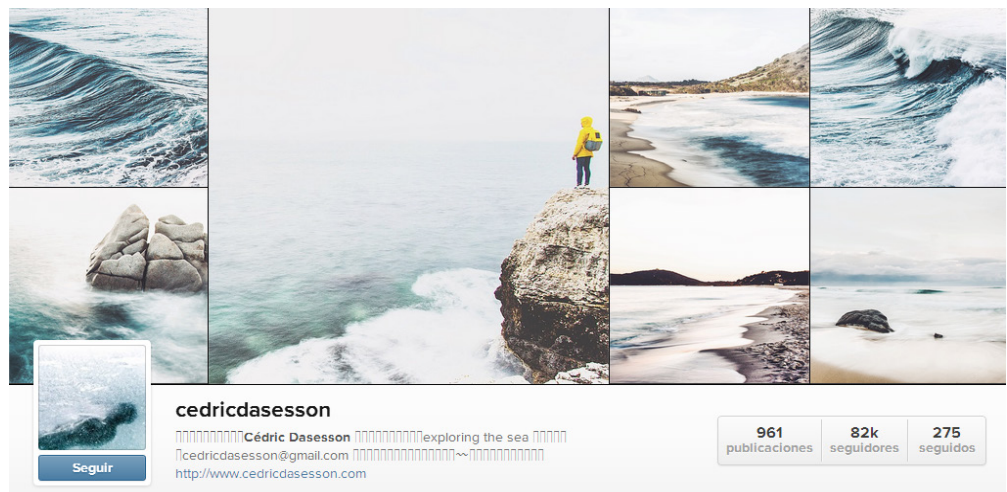 cedricdasesson
Cédric Dasesson exploring the sea
cedricdasesson@gmail.com ~~
http://www.cedricdasesson.com
961
publicaciones
82k
seguidores
275
seguidos
Seguir